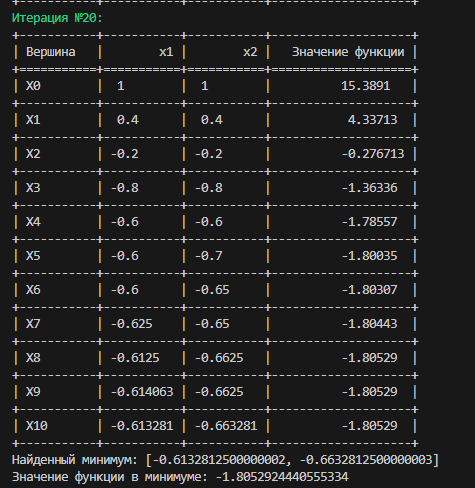 Итерация №20:
Вершина x1 x2 Значение функции
X0 1 1 15.3891
X1 0.4 0.4 4.33713
X2 -0.2 -0.2 -0.276713
X3 -0.8 -0.8 -1.36336
X4 -0.6 -0.6 -1.78557
X5 -0.6 -0.7 -1.80035
X6 -0.6 -0.65 -1.80307
X7 -0.625 -0.65 -1.80443
X8 -0.6125 -0.6625 -1.80529
X9 -0.614063 -0.6625 -1.80529
X10 -0.613281 -0.663281 -1.80529
Найденный минимум: [-0.6132812500000002, -0.6632812500000003]
Значение функции в минимуме: -1.8052924440555334